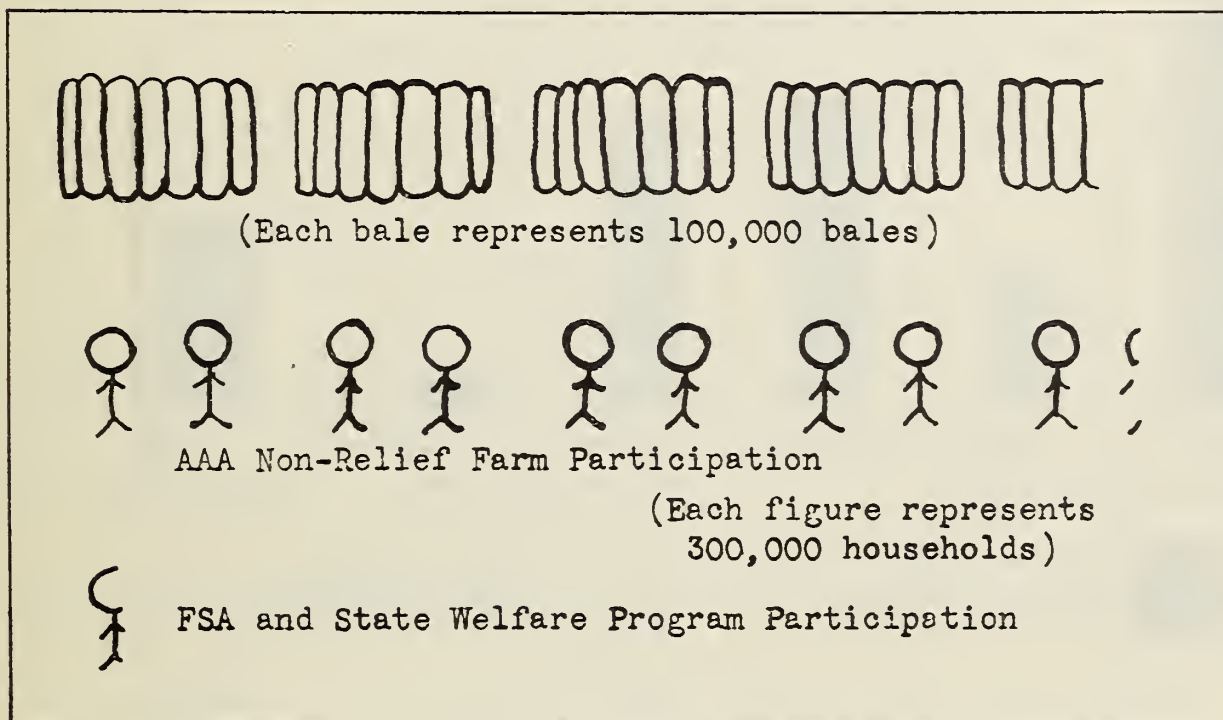 (Each bale represents 100,000 bales)
AAA Non-Relief Farm Participation
(Each figure represents
300,000 households)
FSA and State Welfare Program Participation